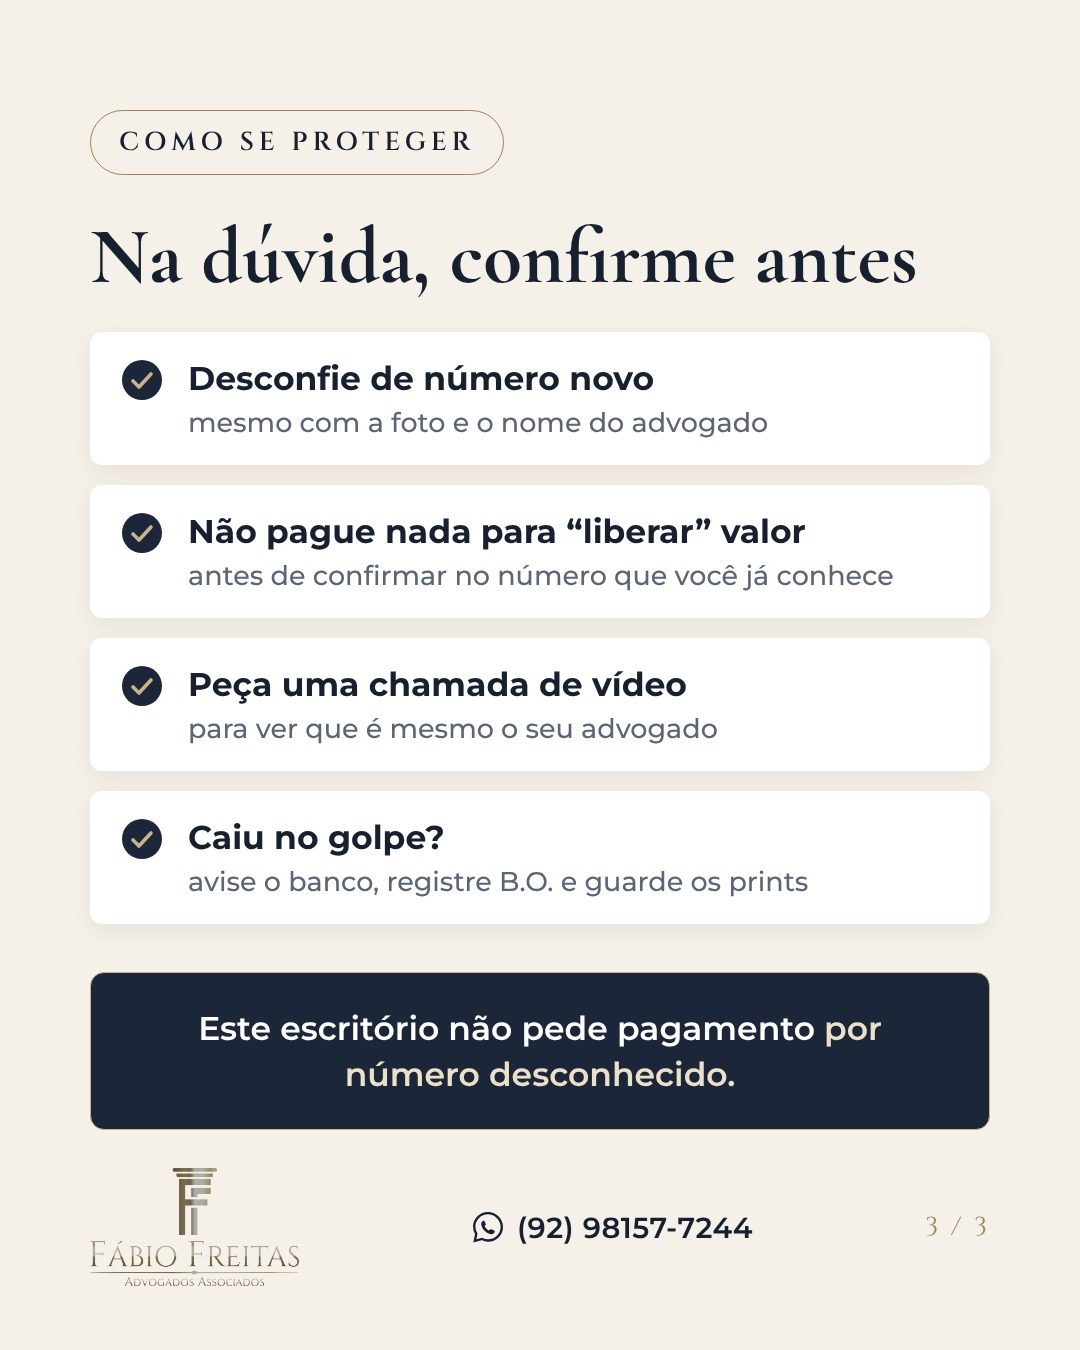 COMO SE PROTEGER
Na dúvida, confirme antes
Desconfie de número novo
mesmo com a foto e o nome do advogado
Não pague nada para “liberar” valor
antes de confirmar no número que você já conhece
Peça uma chamada de vídeo
para ver que é mesmo o seu advogado
Caiu no golpe?
avise o banco, registre B.O. e guarde os prints
Este escritório não pede pagamento por
número desconhecido.
FÁBIO FREITAS
ADVOGADOS ASSOCIADOS
(92) 98157-7244
3 / 3